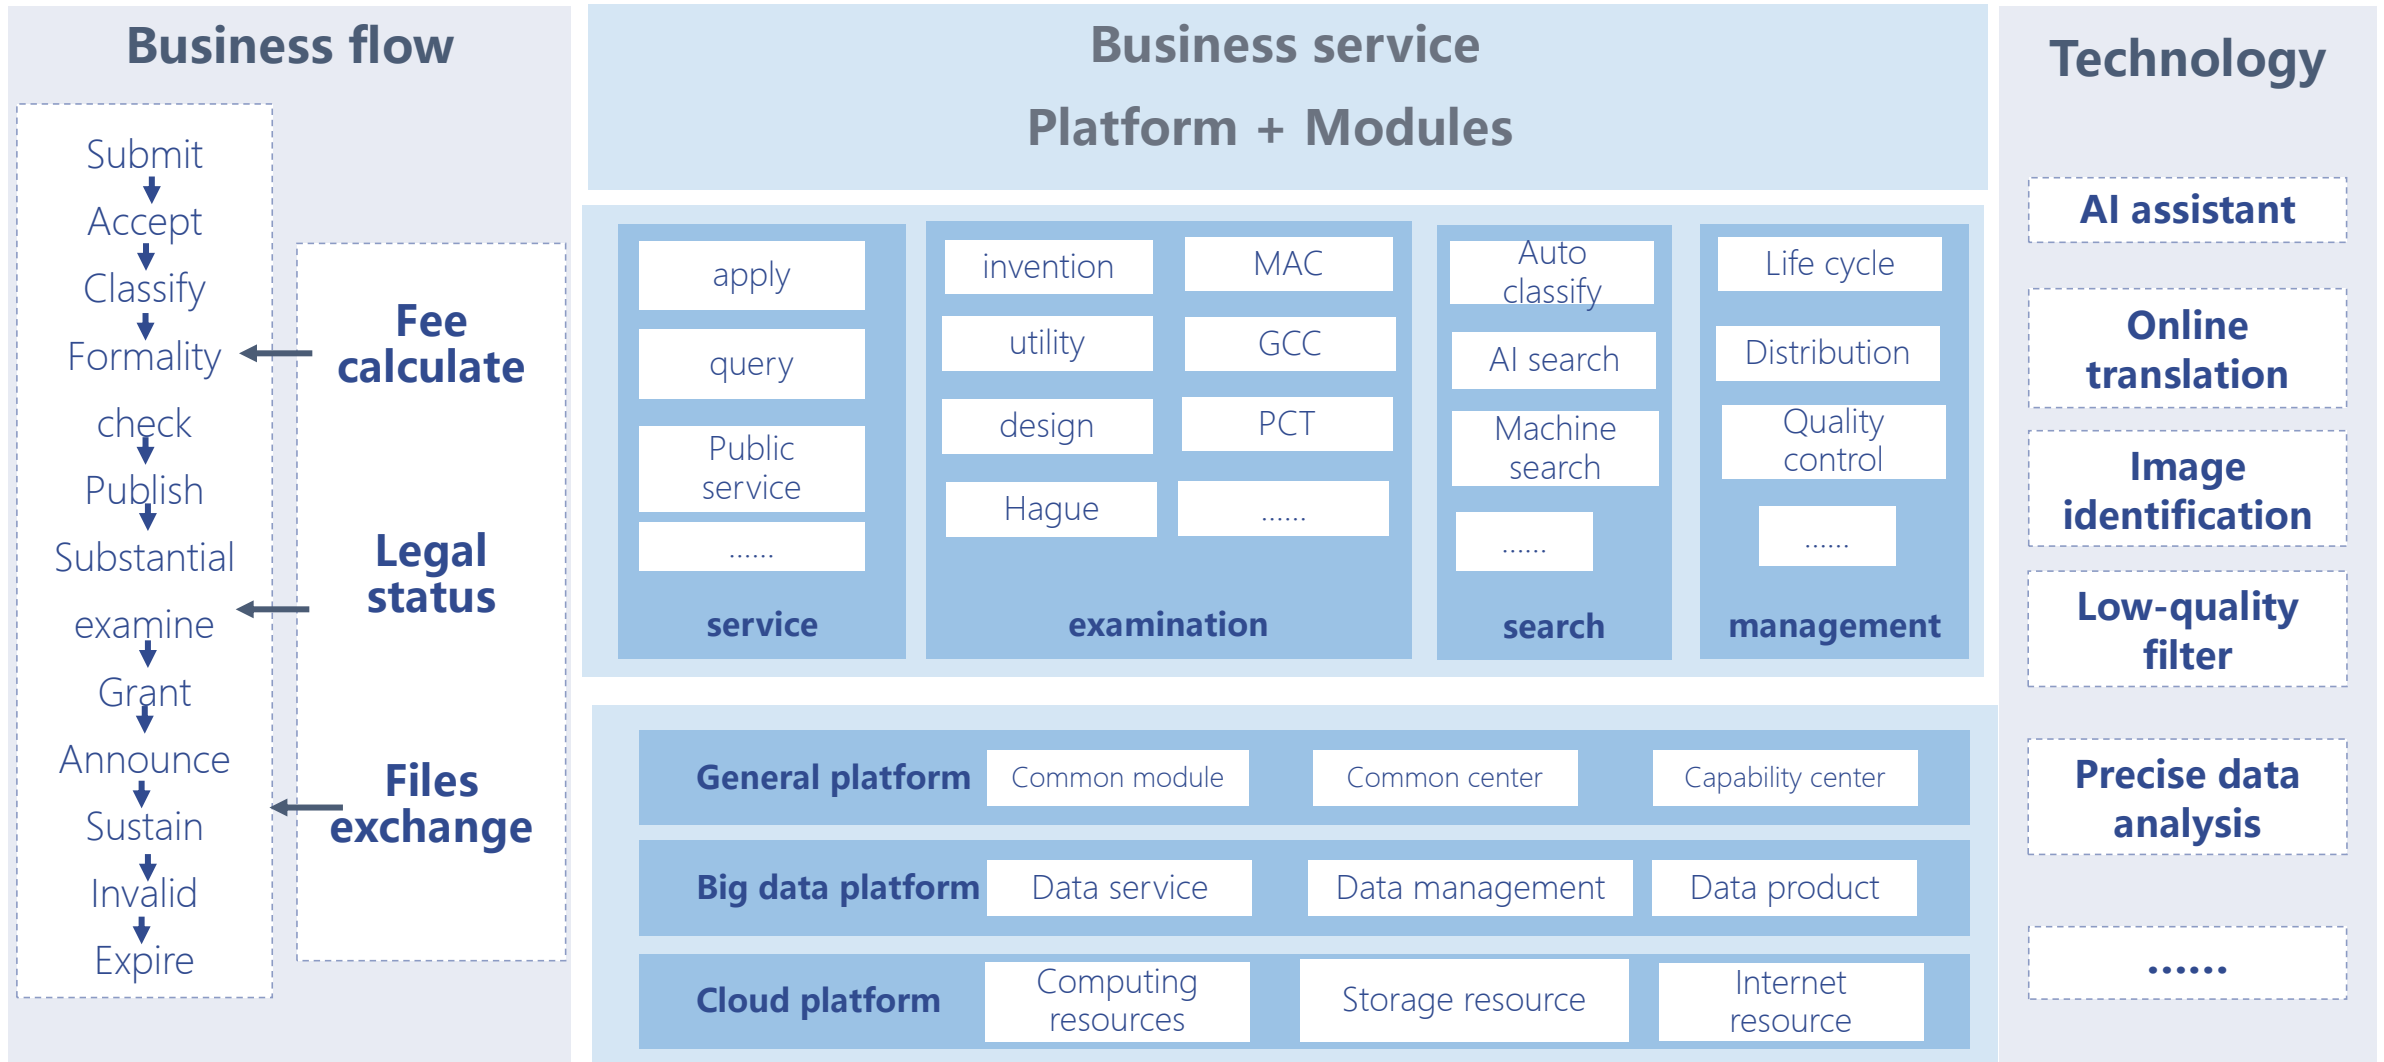 Business flow
Submit
Accept
Classify
Formality
check
Publish
Substantial
examine
Grant
Announce
Sustain
Invalid
Expire
Fee
calculate
Legal
status
Files
exchange
Business service
Platform + Modules
apply
query
Public
service
......
service
invention
MAC
utility
GCC
design
PCT
Hague
......
examination
Auto
classify
AI search
Machine
search
......
search
Life cycle
Distribution
Quality
control
......
management
General platform
Common module
Common center
Capability center
Big data platform
Data service
Data management
Data product
Cloud platform
Computing
resources
Storage resource
Internet
resource
Technology
AI assistant
Online
translation
Image
identification
Low-quality
filter
Precise data
analysis
......